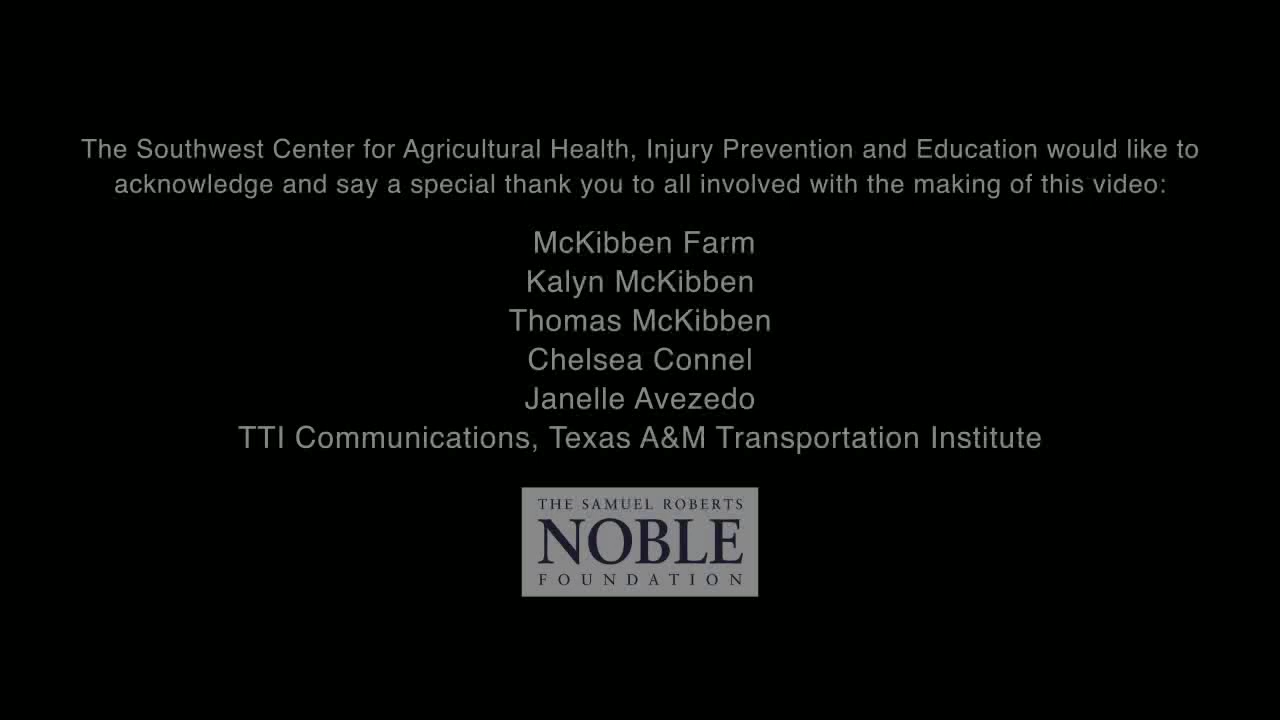 The Southwest Center for Agricultural Health, Injury Prevention and Education would like to
acknowledge and say a special thank you to all involved with the making of this video:
McKibben Farm
Kalyn McKibben
Thomas McKibben
Chelsea Connel
Janelle Avezedo
TTI Communications, Texas A&M Transportation Institute
THE SAMUEL ROBERTS
NOBLE
FOUNDATION